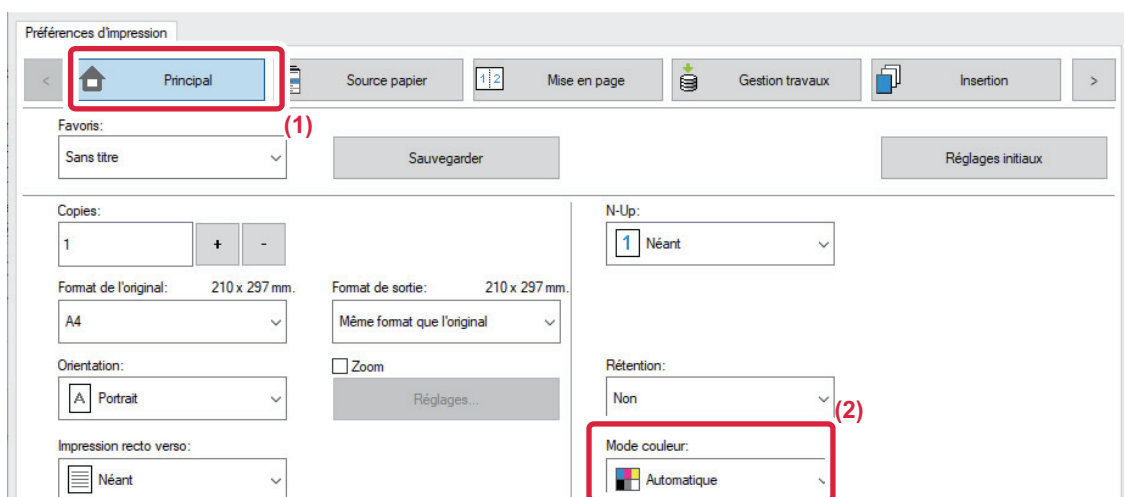 Préférences d'impression
< Principal Source papier 1 2 Mise en page Gestion travaux Insertion >
(1)
Favoris:
Sans titre Sauvegarder Réglages initiaux
Copies: N-Up:
1 + - 1 Néant
Format de l'original: 210 x 297 mm. Format de sortie: 210 x 297 mm.
A4 Même format que l'original
Orientation: Zoom Rétention:
A Portrait Réglages... Non
(2)
Impression recto verso: Mode couleur:
Néant Automatique